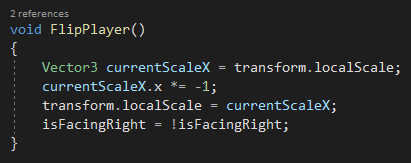 2 references
void FlipPlayer()
{
    Vector3 currentScaleX = transform.localScale;
    currentScaleX.x *= -1;
    transform.localScale = currentScaleX;
    isFacingRight = !isFacingRight;
}